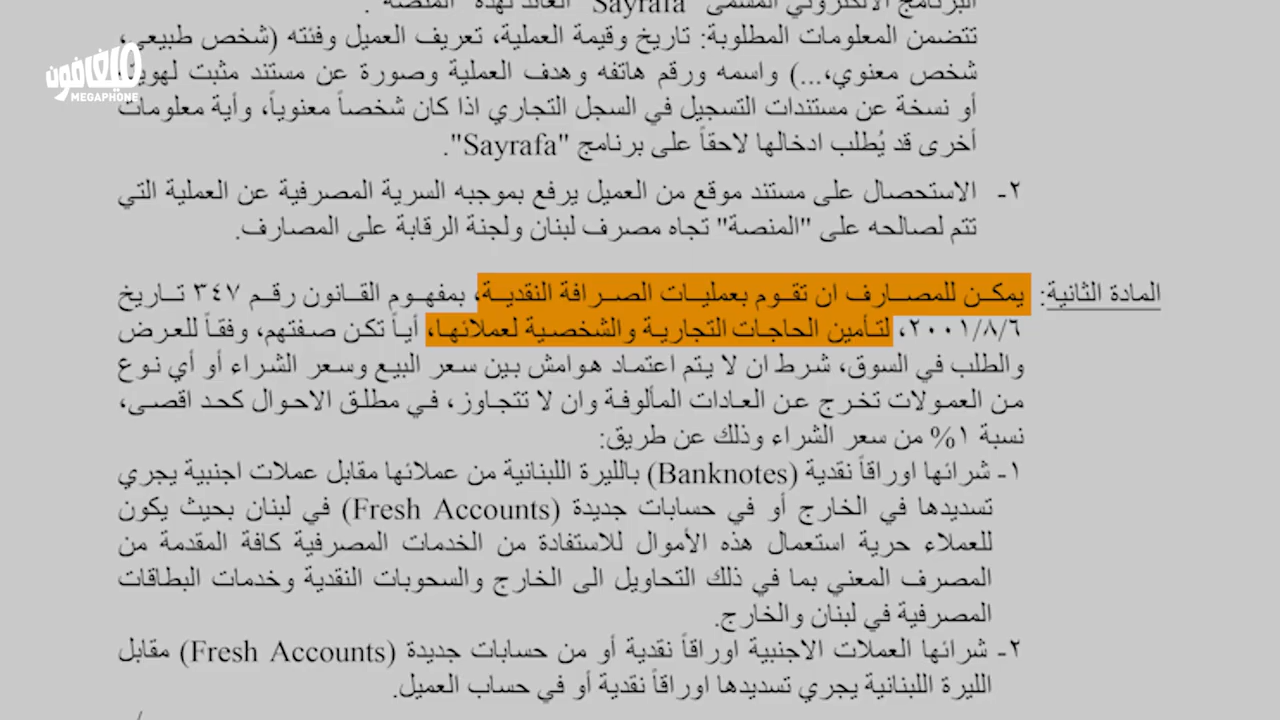 ميغافون
MEGAPHONE
البرنامج الالكتروني المسمى "Sayrafa" العائد لهذه "المنصة".
تتضمن المعلومات المطلوبة: تاريخ وقيمة العملية، تعريف العميل وفئته (شخص طبيعي،
شخص معنوي،...) واسمه ورقم هاتفه وهدف العملية وصورة عن مستند مثبت لهويته
أو نسخة عن مستندات التسجيل في السجل التجاري اذا كان شخصاً معنوياً، وأية معلومات
أخرى قد يُطلب ادخالها لاحقاً على برنامج "Sayrafa".
٢- الاستحصال على مستند موقع من العميل يرفع بموجبه السرية المصرفية عن العملية التي
تتم لصالحه على "المنصة" تجاه مصرف لبنان ولجنة الرقابة على المصارف.
المادة الثانية: يمكن للمصارف ان تقوم بعمليات الصرافة النقدية، بمفهوم القانون رقم ٣٤٧ تاريخ
٢٠٠١/٨/٦، لتأمين الحاجات التجارية والشخصية لعملائها، أياً تكن صفتهم، وفقاً للعرض
والطلب في السوق، شرط ان لا يتم اعتماد هوامش بين سعر البيع وسعر الشراء أو أي نوع
من العمولات تخرج عن العادات المألوفة وان لا تتجاوز، في مطلق الاحوال كحد اقصى،
نسبة ١% من سعر الشراء وذلك عن طريق:
١- شرائها اوراقاً نقدية (Banknotes) بالليرة اللبنانية من عملائها مقابل عملات اجنبية يجري
تسديدها في الخارج أو في حسابات جديدة (Fresh Accounts) في لبنان بحيث يكون
للعملاء حرية استعمال هذه الأموال للاستفادة من الخدمات المصرفية كافة المقدمة من
المصرف المعني بما في ذلك التحاويل الى الخارج والسحوبات النقدية وخدمات البطاقات
المصرفية في لبنان والخارج.
٢- شرائها العملات الاجنبية اوراقاً نقدية أو من حسابات جديدة (Fresh Accounts) مقابل
الليرة اللبنانية يجري تسديدها اوراقاً نقدية أو في حساب العميل.